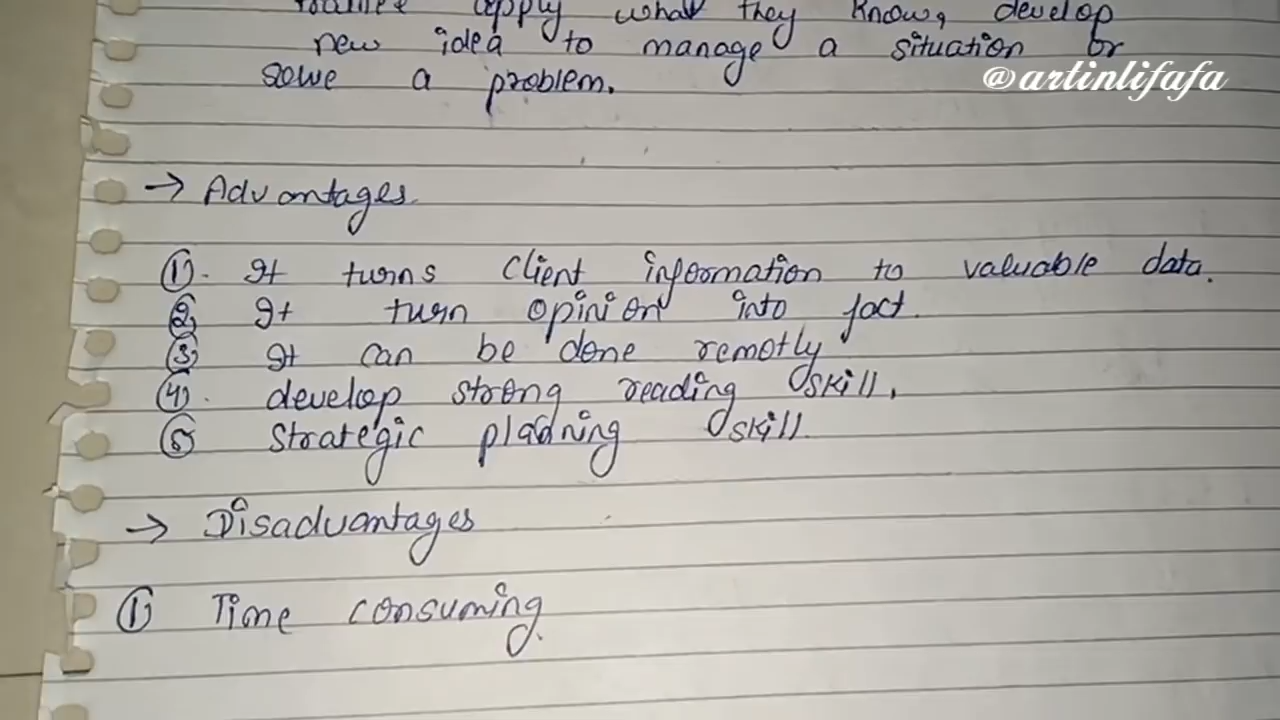 apply what they know, develop
new idea to manage a situation or
solve a problem.
@artinlifafa
→ Advantages.
①. It turns client information to valuable data.
② It turn opinion into fact.
③ It can be done remotly
④. develop strong reading skill.
⑤ Strategic planning skill.
→ Disadvantages
① Time consuming.